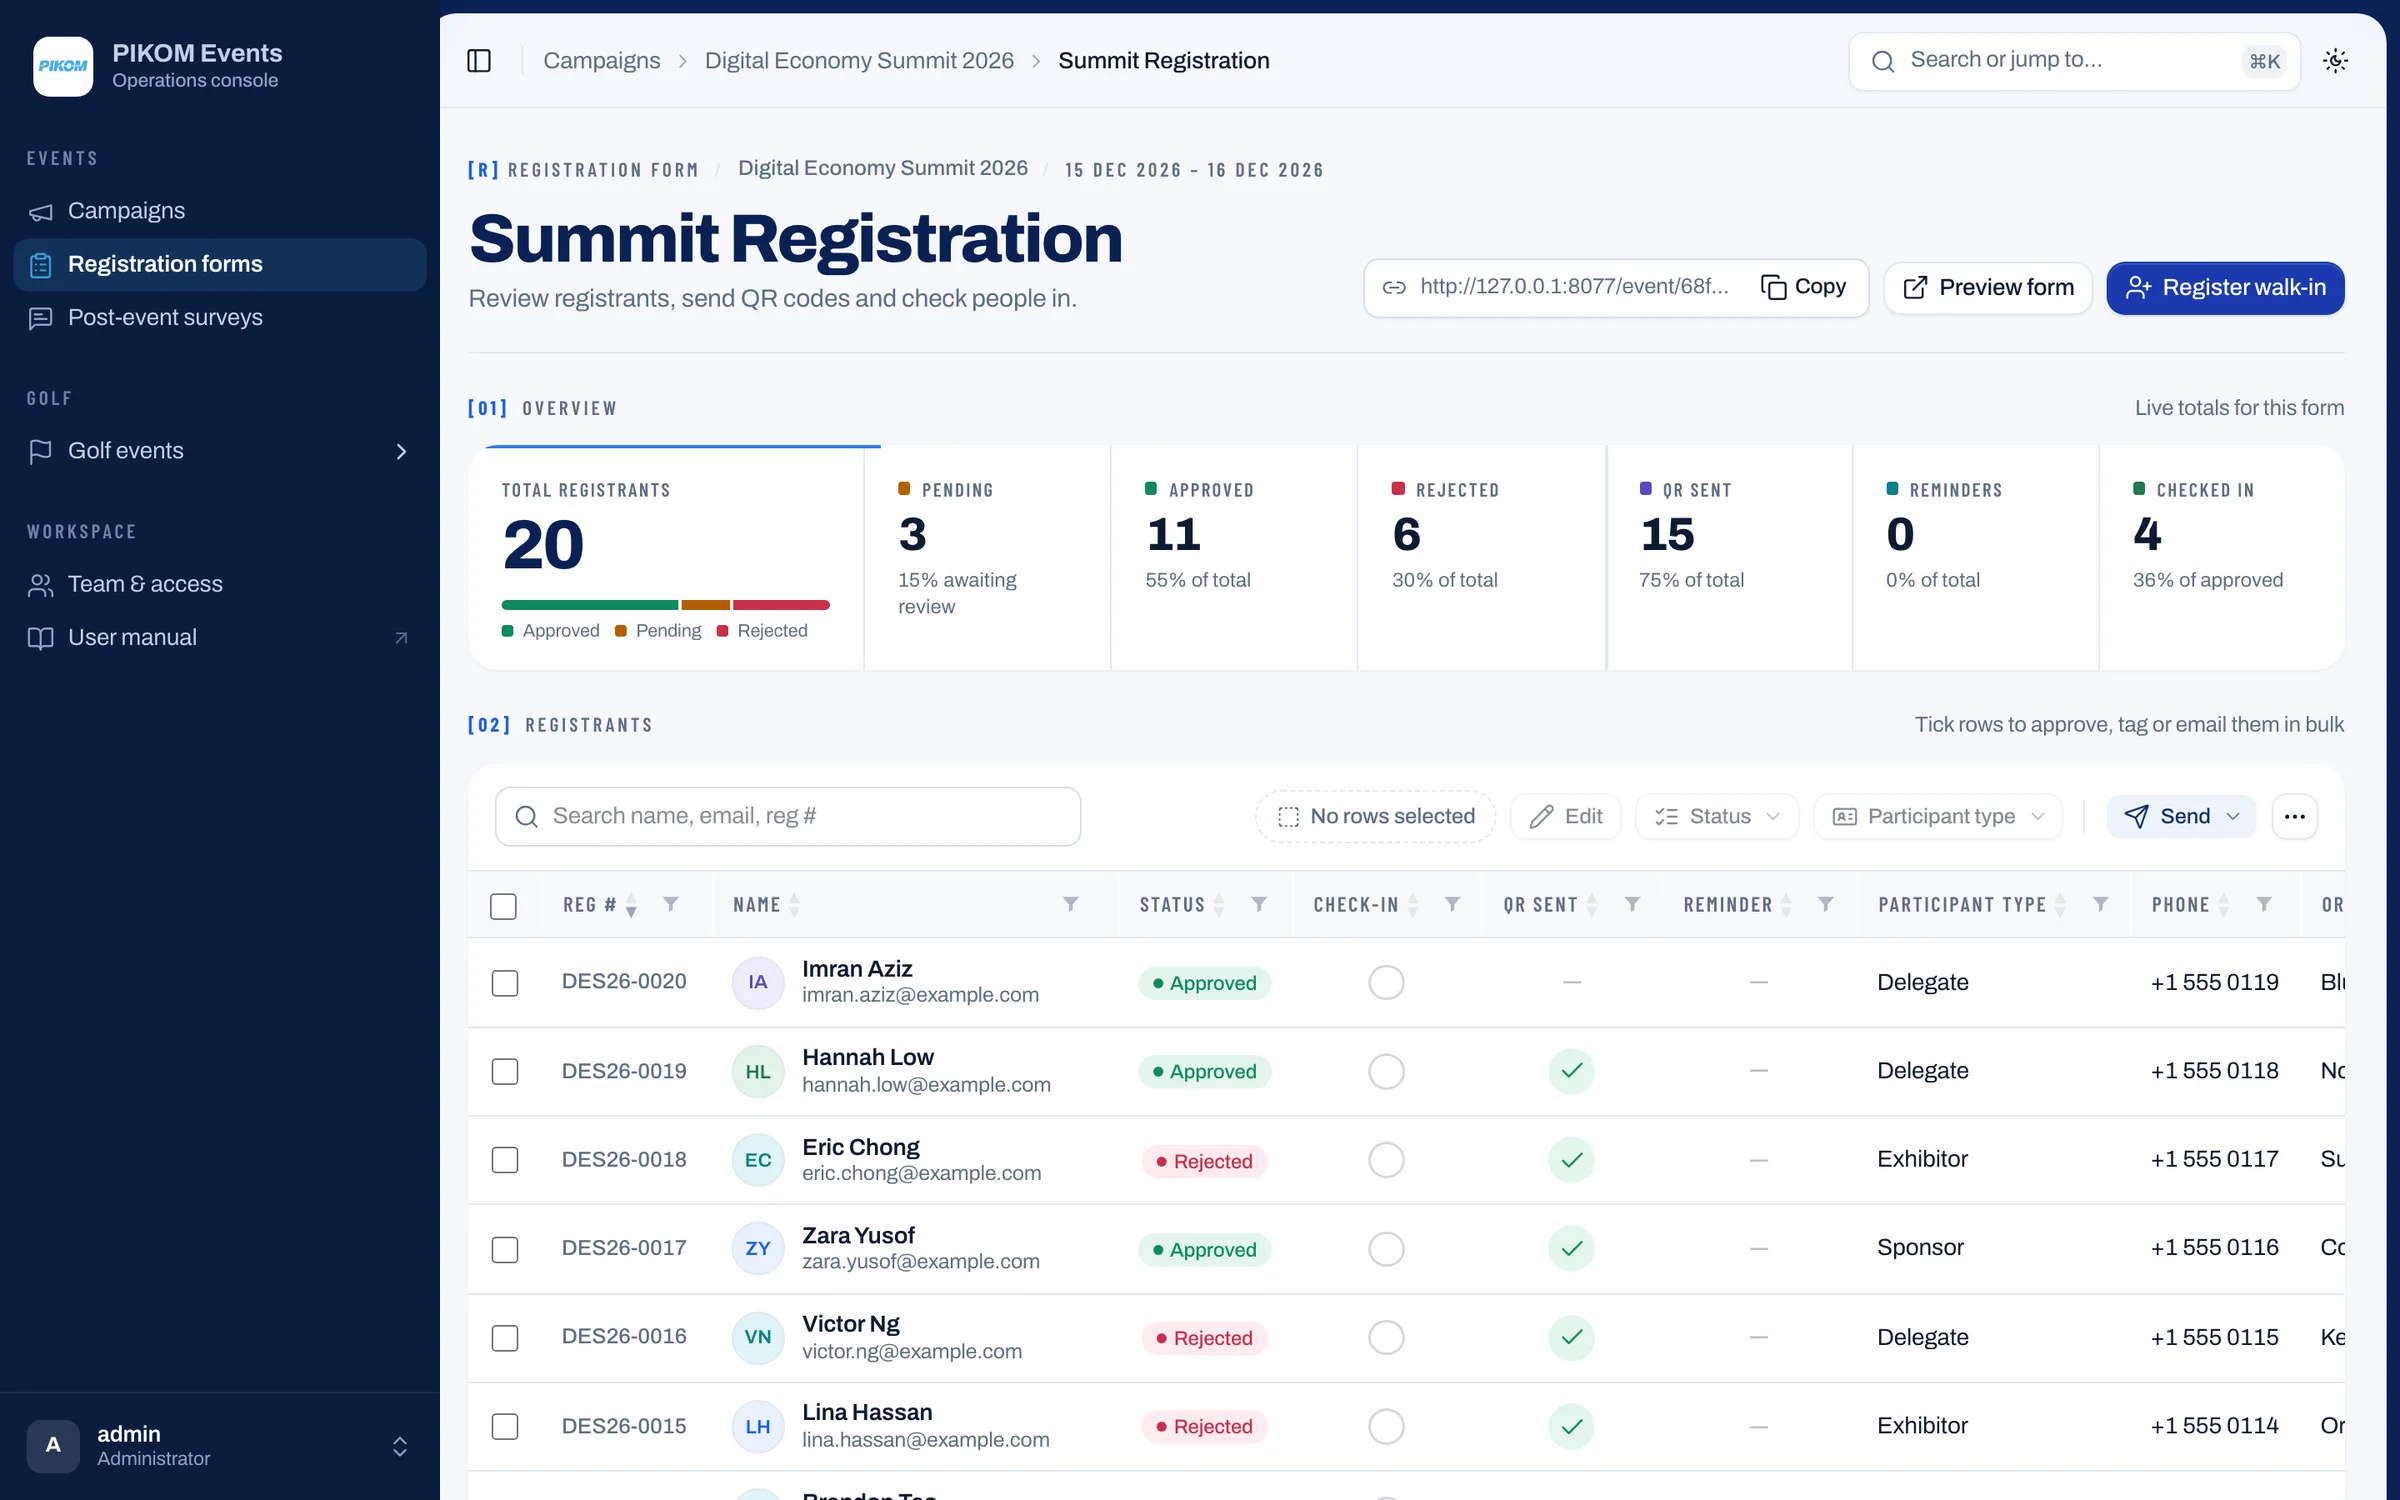 PIKOM
PIKOM Events
Operations console
EVENTS
Campaigns
Registration forms
Post-event surveys
GOLF
Golf events
WORKSPACE
Team & access
User manual
A
admin
Administrator
Campaigns
Digital Economy Summit 2026
Summit Registration
Search or jump to...
⌘K
[R] REGISTRATION FORM / Digital Economy Summit 2026 / 15 DEC 2026 – 16 DEC 2026
Summit Registration
Review registrants, send QR codes and check people in.
http://127.0.0.1:8077/event/68f...
Copy
Preview form
Register walk-in
[01] OVERVIEW
Live totals for this form
TOTAL REGISTRANTS
20
Approved
Pending
Rejected
PENDING
3
15% awaiting
review
APPROVED
11
55% of total
REJECTED
6
30% of total
QR SENT
15
75% of total
REMINDERS
0
0% of total
CHECKED IN
4
36% of approved
[02] REGISTRANTS
Tick rows to approve, tag or email them in bulk
Search name, email, reg #
No rows selected
Edit
Status
Participant type
Send
REG # NAME STATUS CHECK-IN QR SENT REMINDER PARTICIPANT TYPE PHONE OR
DES26-0020 IA Imran Aziz Approved — — Delegate +1 555 0119 Blu
imran.aziz@example.com
DES26-0019 HL Hannah Low Approved — Delegate +1 555 0118 No
hannah.low@example.com
DES26-0018 EC Eric Chong Rejected — Exhibitor +1 555 0117 Su
eric.chong@example.com
DES26-0017 ZY Zara Yusof Approved — Sponsor +1 555 0116 Co
zara.yusof@example.com
DES26-0016 VN Victor Ng Rejected — Delegate +1 555 0115 Ke
victor.ng@example.com
DES26-0015 LH Lina Hassan Rejected — Exhibitor +1 555 0114 Or
lina.hassan@example.com